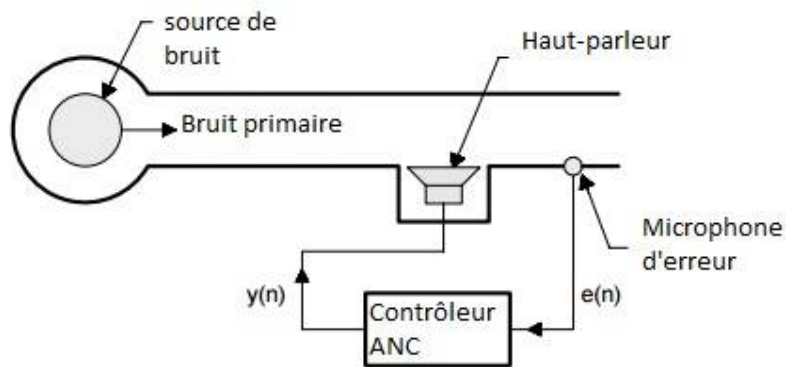 source de
bruit
Haut-parleur
Bruit primaire
Microphone
d'erreur
y(n)
e(n)
Contrôleur
ANC